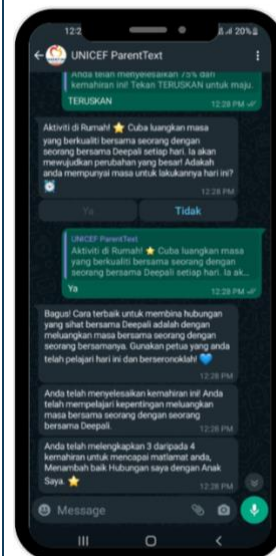 12:2
20%
UNICEF ParentText
Anda telah menyelesaikan 75% dari
kemahiran ini! Tekan TERUSKAN untuk maju.
TERUSKAN
12:28 PM
Aktiviti di Rumah! ⭐ Cuba luangkan masa
yang berkualiti bersama seorang dengan
seorang bersama Deepali setiap hari. Ia akan
mewujudkan perubahan yang besar! Adakah
anda mempunyai masa untuk lakukannya hari ini?
⏰
12:28 PM
Ya
Tidak
UNICEF ParentText
Aktiviti di Rumah! ⭐ Cuba luangkan masa
yang berkualiti bersama seorang dengan
seorang bersama Deepali setiap hari. Ia ak...
Ya
12:28 PM
Bagus! Cara terbaik untuk membina hubungan
yang sihat bersama Deepali adalah dengan
meluangkan masa bersama seorang dengan
seorang bersamanya. Gunakan petua yang anda
telah pelajari hari ini dan berseronoklah! 💙
12:28 PM
Anda telah menyelesaikan kemahiran ini! Anda
telah mempelajari kepentingan meluangkan
masa bersama seorang dengan seorang
bersama Deepali.
12:28 PM
Anda telah melengkapkan 3 daripada 4
kemahiran untuk mencapai matlamat anda,
Menambah baik Hubungan saya dengan Anak
Saya. ⭐
12:28 PM
Message